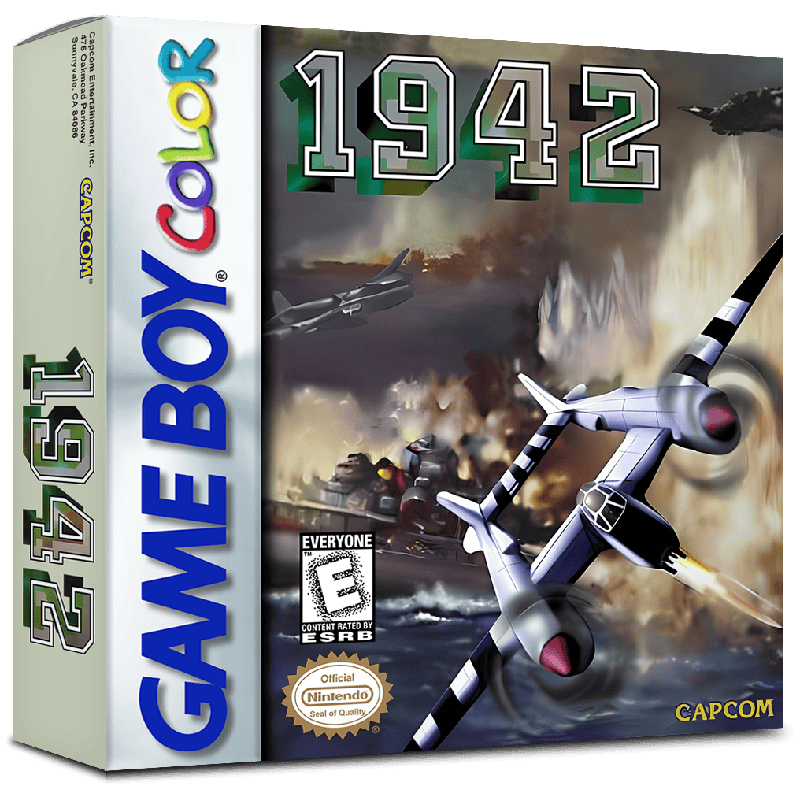 Capcom Entertainment, Inc.
475 Oakmead Parkway
Sunnyvale, CA 94086
CAPCOM
1942
GAME BOY COLOR
1942
EVERYONE
E
CONTENT RATED BY
ESRB
Official
Nintendo
Seal of Quality
CAPCOM